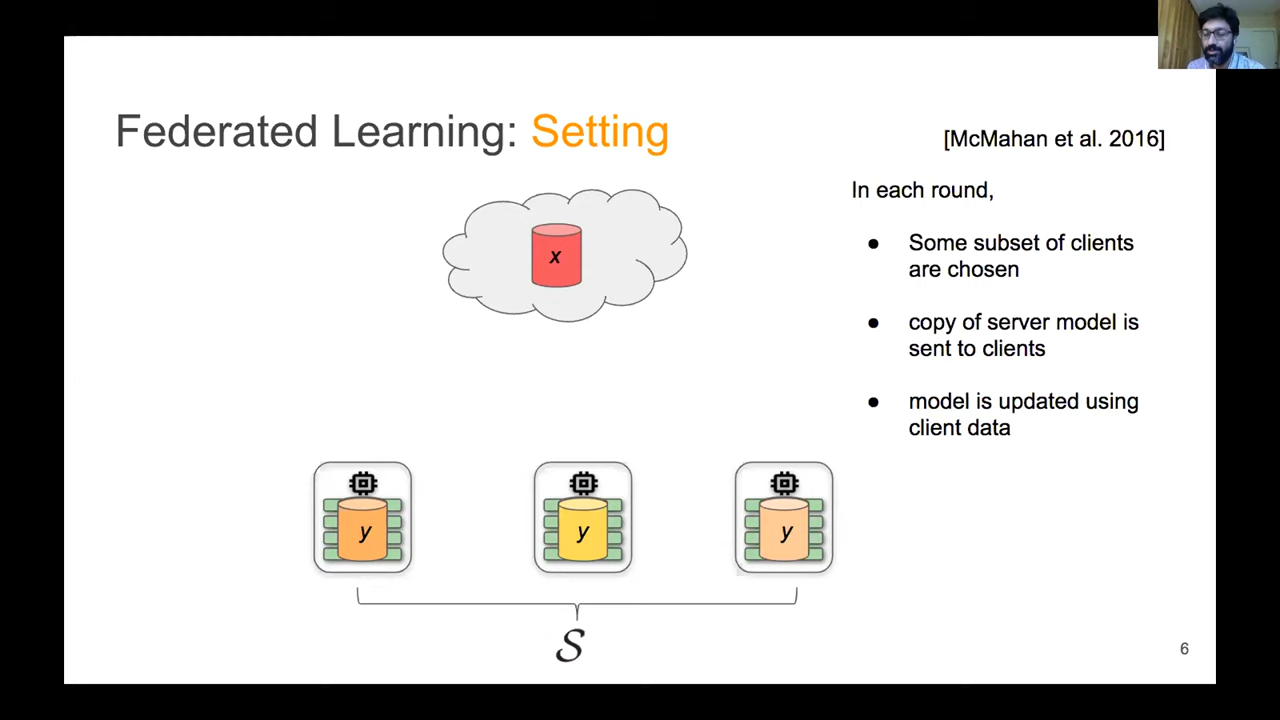 Federated Learning: Setting
[McMahan et al. 2016]
In each round,
● Some subset of clients
are chosen
● copy of server model is
sent to clients
● model is updated using
client data
x
y
y
y
S
6